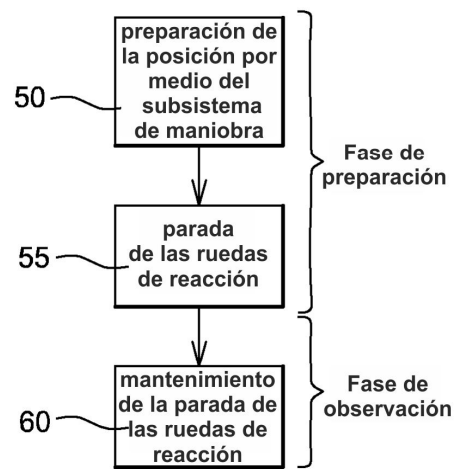 preparación de
la posición por
medio del
subsistema
de maniobra
50
Fase de
preparación
parada
de las ruedas
de reacción
55
mantenimiento
de la parada de
las ruedas de
reacción
60
Fase de
observación